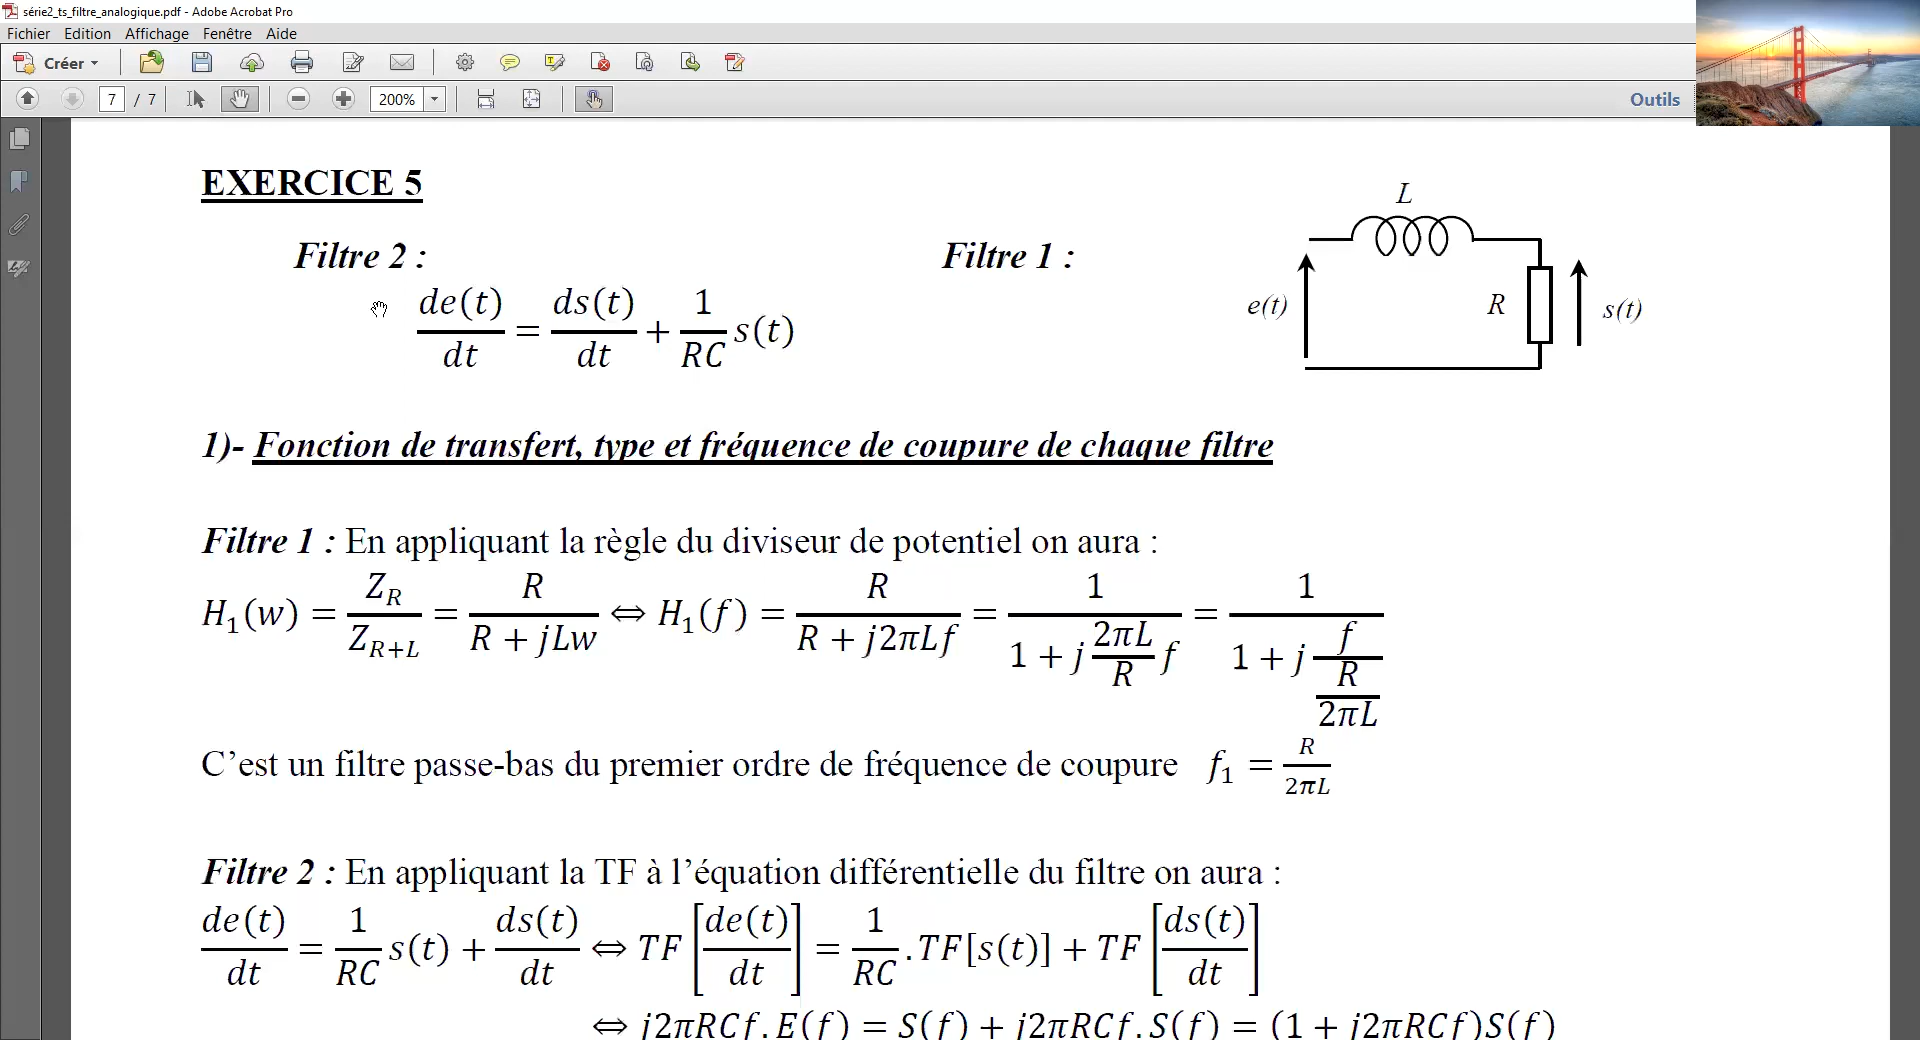 série2_ts_filtre_analogique.pdf - Adobe Acrobat Pro
Fichier Edition Affichage Fenêtre Aide
Créer
7 / 7 200% Outils
EXERCICE 5
Filtre 2 : Filtre 1 :
de(t)/dt = ds(t)/dt + 1/RC s(t)
L
e(t) R s(t)
1)- Fonction de transfert, type et fréquence de coupure de chaque filtre
Filtre 1 : En appliquant la règle du diviseur de potentiel on aura :
H₁(w) = Z_R/Z_{R+L} = R/(R + jLw) ⇔ H₁(f) = R/(R + j2πLf) = 1/(1 + j (2πL/R) f) = 1/(1 + j f/(R/2πL))
C’est un filtre passe-bas du premier ordre de fréquence de coupure f₁ = R/2πL
Filtre 2 : En appliquant la TF à l’équation différentielle du filtre on aura :
de(t)/dt = 1/RC s(t) + ds(t)/dt ⇔ TF[de(t)/dt] = 1/RC .TF[s(t)] + TF[ds(t)/dt]
⇔ j2πRCf.E(f) = S(f) + j2πRCf.S(f) = (1 + j2πRCf)S(f)